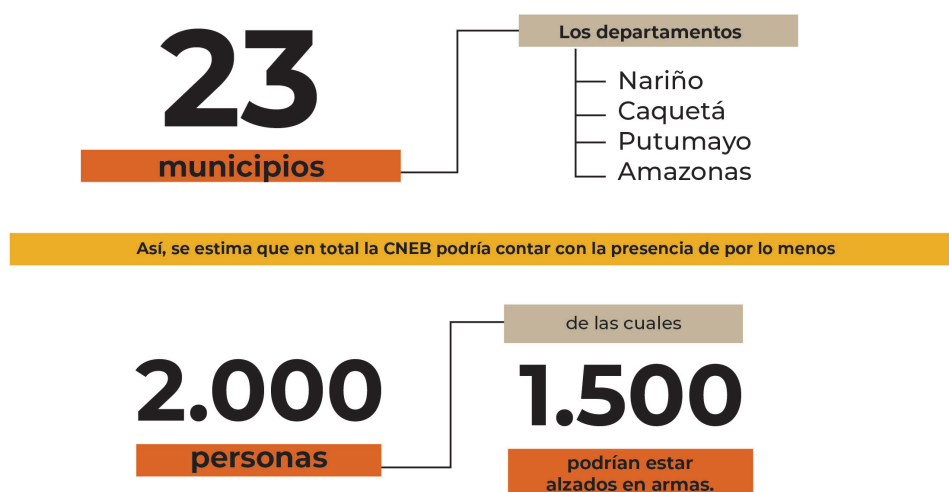 23
municipios
Los departamentos
Nariño
Caquetá
Putumayo
Amazonas
Así, se estima que en total la CNEB podría contar con la presencia de por lo menos
2.000
personas
de las cuales
1.500
podrían estar
alzados en armas.